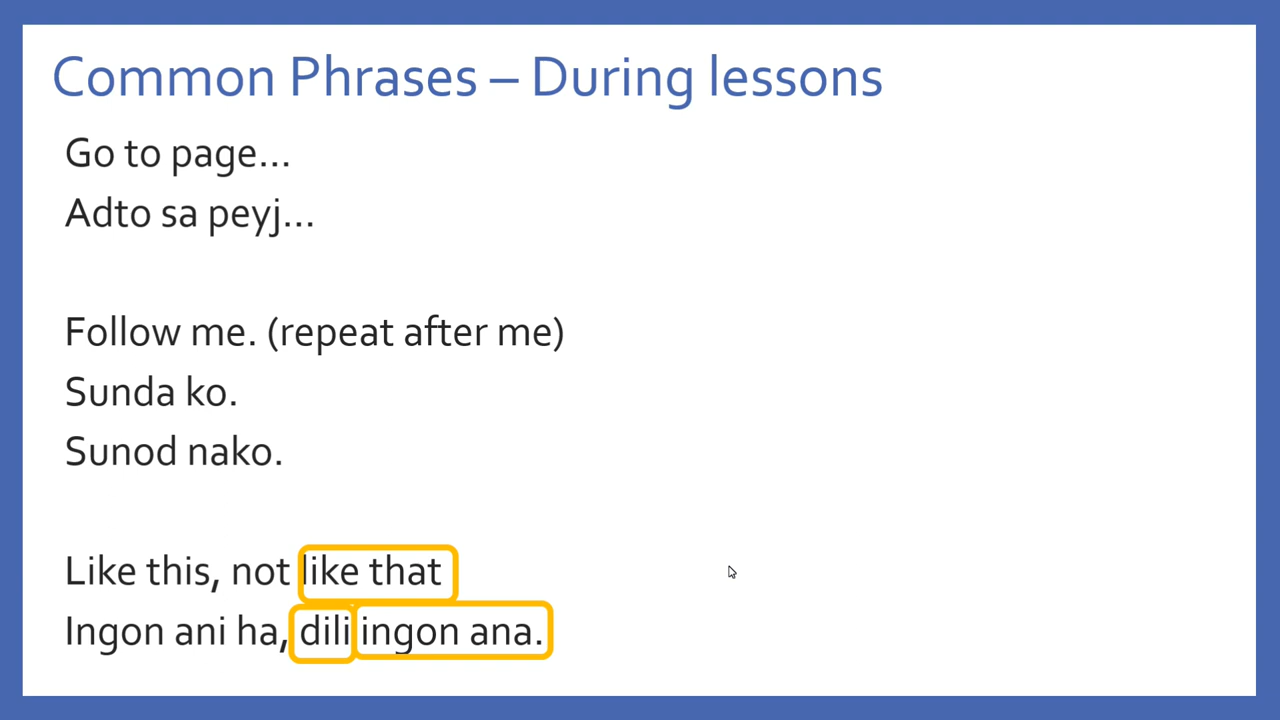 Common Phrases – During lessons
Go to page...
Adto sa peyj...
Follow me. (repeat after me)
Sunda ko.
Sunod nako.
Like this, not like that
Ingon ani ha, dili ingon ana.